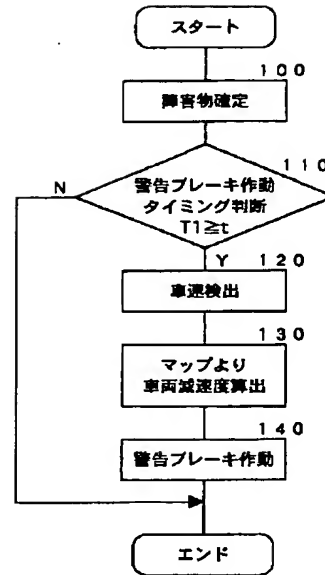 スタート
100
障害物確定
110
警告ブレーキ作動
タイミング判断
T1≧t
N
Y
120
車速検出
130
マップより
車両減速度算出
140
警告ブレーキ作動
エンド